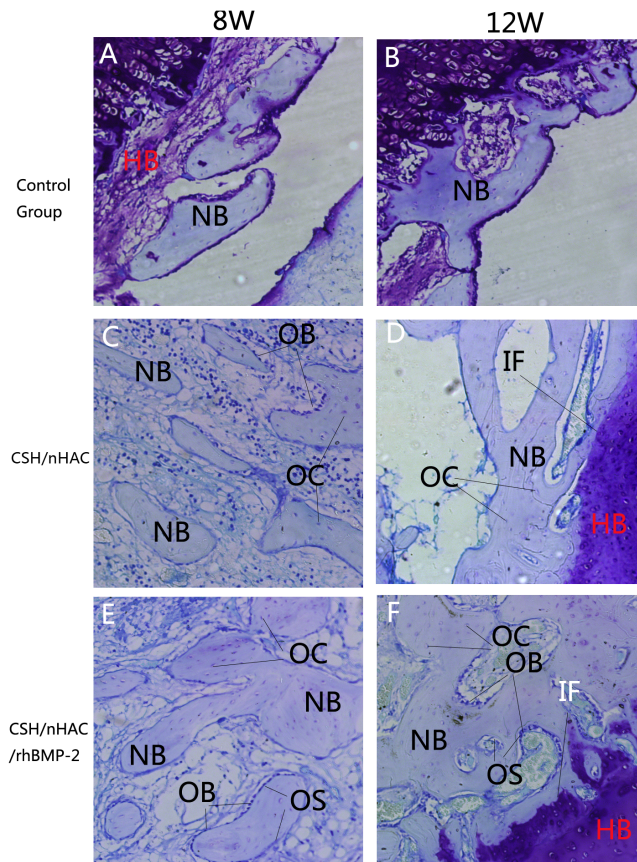 8W 12W
Control
Group
A
HB
NB
B
NB
CSH/nHAC
C
OB
NB
OC
NB
D
IF
NB
OC
HB
CSH/nHAC
/rhBMP-2
E
OC
NB
NB
OB OS
F
OC
OB
IF
NB
OS
HB